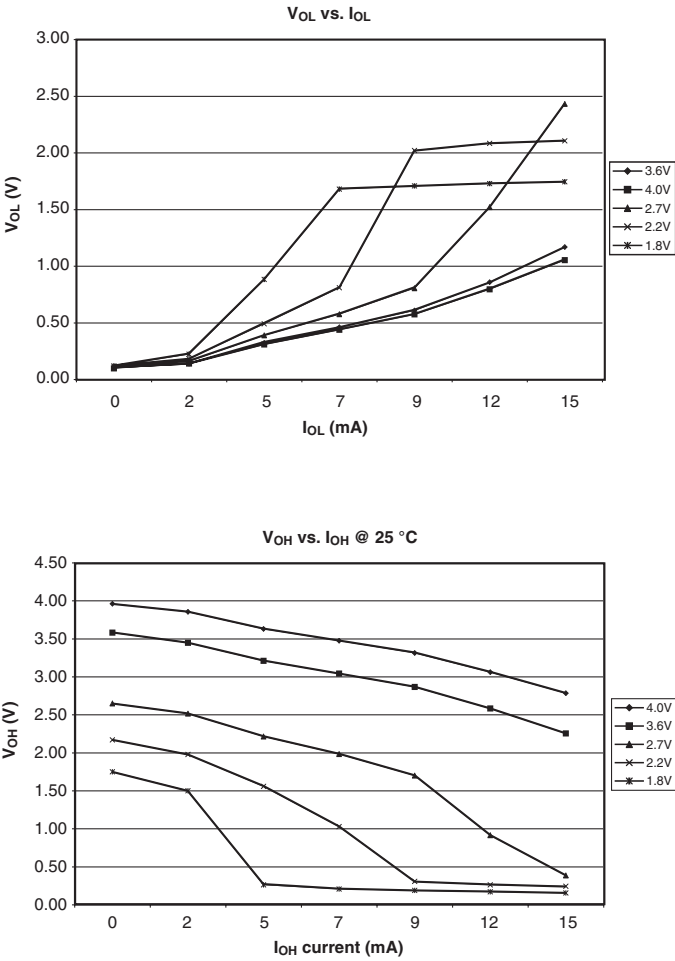 VOL vs. IOL
3.00
2.50
2.00
1.50
1.00
0.50
0.00
VOL (V)
0 2 5 7 9 12 15
IOL (mA)
3.6V
4.0V
2.7V
2.2V
1.8V
VOH vs. IOH @ 25 °C
4.50
4.00
3.50
3.00
2.50
2.00
1.50
1.00
0.50
0.00
VOH (V)
0 2 5 7 9 12 15
IOH current (mA)
4.0V
3.6V
2.7V
2.2V
1.8V